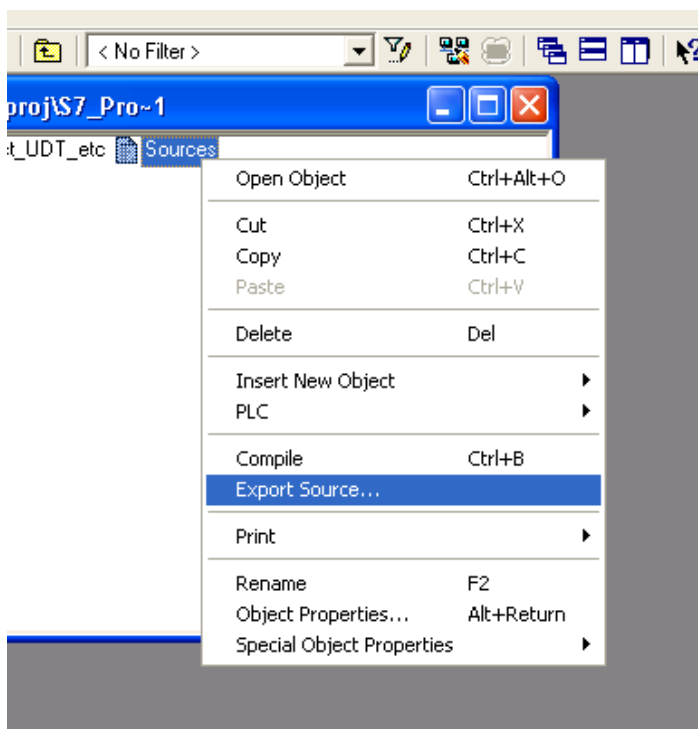 < No Filter >
proj\S7_Pro~1
t_UDT_etc Sources
Open Object Ctrl+Alt+O
Cut Ctrl+X
Copy Ctrl+C
Paste Ctrl+V
Delete Del
Insert New Object
PLC
Compile Ctrl+B
Export Source...
Print
Rename F2
Object Properties... Alt+Return
Special Object Properties